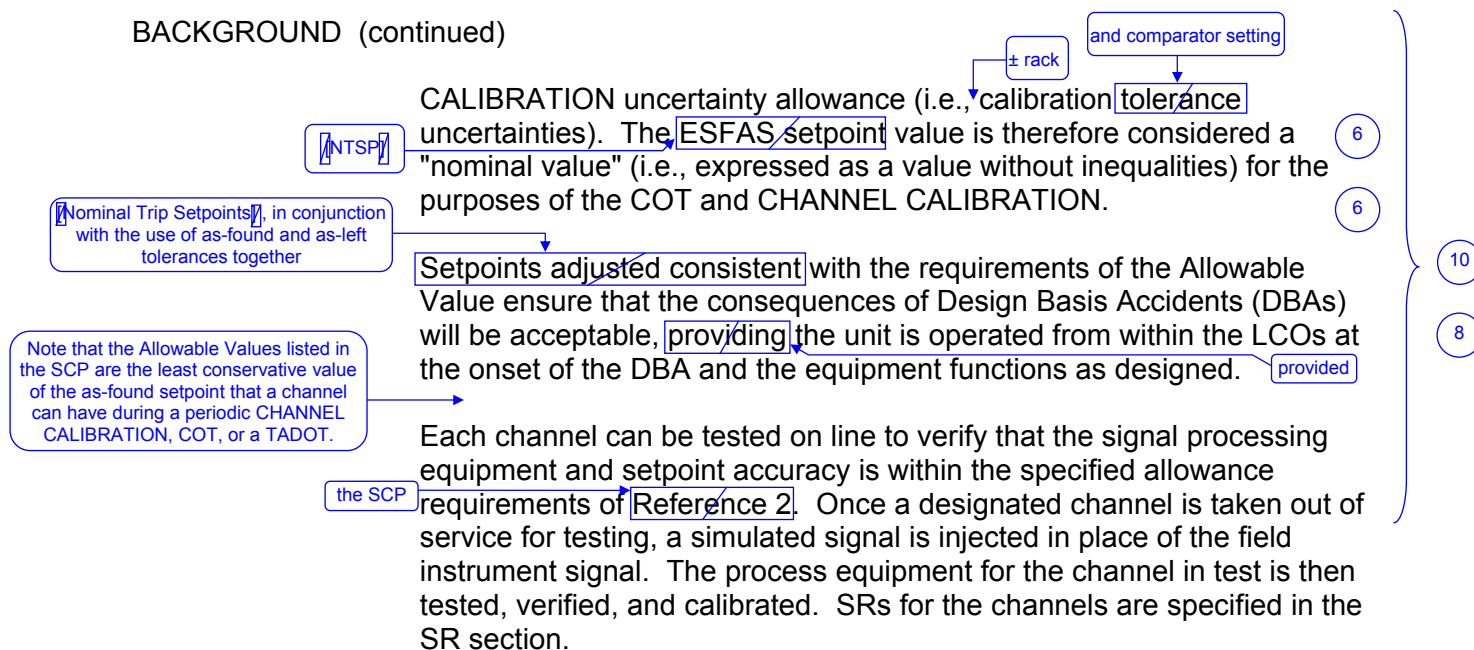 BACKGROUND (continued)
and comparator setting
± rack
CALIBRATION uncertainty allowance (i.e., calibration tolerance
uncertainties). The ESFAS setpoint value is therefore considered a
[NTSP]
6
"nominal value" (i.e., expressed as a value without inequalities) for the
purposes of the COT and CHANNEL CALIBRATION.
6
[Nominal Trip Setpoints], in conjunction
with the use of as-found and as-left
tolerances together
Setpoints adjusted consistent with the requirements of the Allowable
10
Value ensure that the consequences of Design Basis Accidents (DBAs)
will be acceptable, providing the unit is operated from within the LCOs at
8
the onset of the DBA and the equipment functions as designed.
provided
Note that the Allowable Values listed in
the SCP are the least conservative value
of the as-found setpoint that a channel
can have during a periodic CHANNEL
CALIBRATION, COT, or a TADOT.
Each channel can be tested on line to verify that the signal processing
equipment and setpoint accuracy is within the specified allowance
the SCP
requirements of Reference 2. Once a designated channel is taken out of
service for testing, a simulated signal is injected in place of the field
instrument signal. The process equipment for the channel in test is then
tested, verified, and calibrated. SRs for the channels are specified in the
SR section.